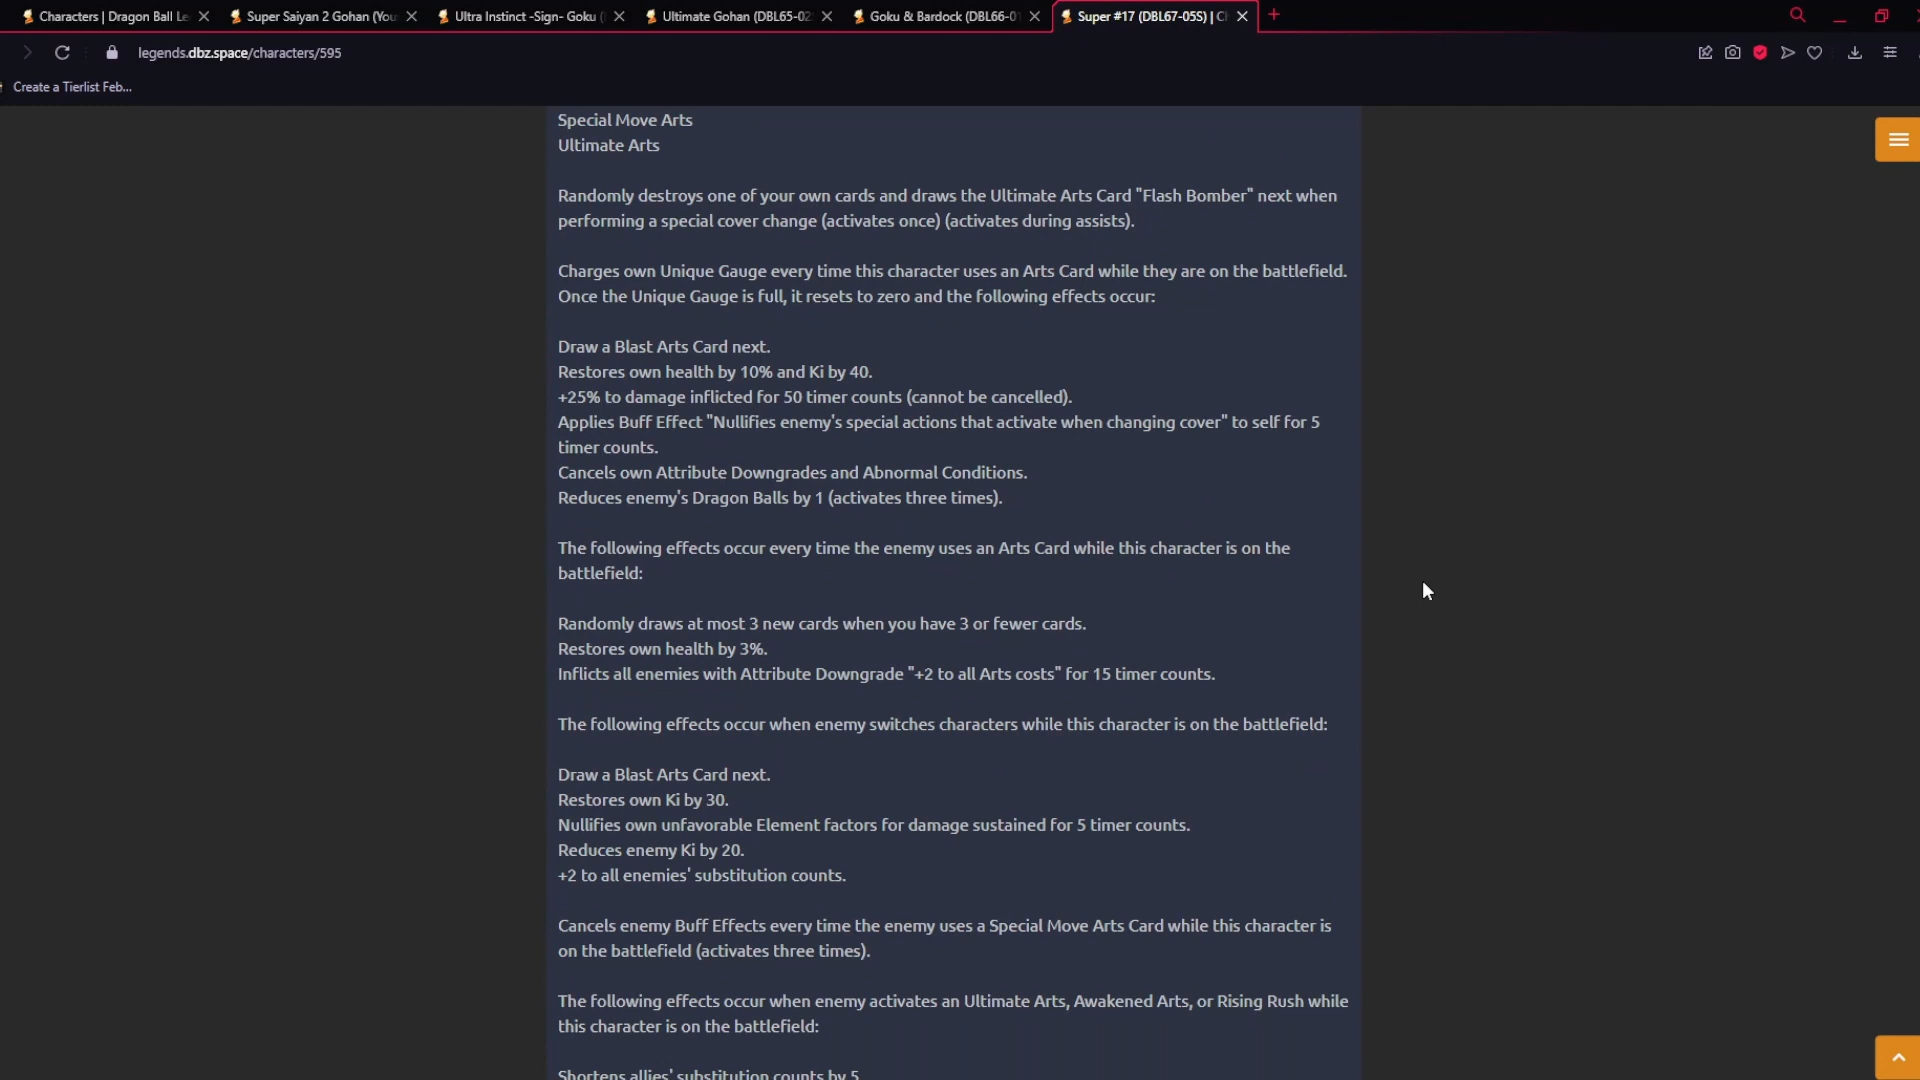 Characters | Dragon Ball Le
Super Saiyan 2 Gohan (You
Ultra Instinct -Sign- Goku (
Ultimate Gohan (DBL65-02
Goku & Bardock (DBL66-01
Super #17 (DBL67-05S) | C
legends.dbz.space/characters/595
Create a Tierlist Feb...
Special Move Arts
Ultimate Arts
Randomly destroys one of your own cards and draws the Ultimate Arts Card "Flash Bomber" next when
performing a special cover change (activates once) (activates during assists).
Charges own Unique Gauge every time this character uses an Arts Card while they are on the battlefield.
Once the Unique Gauge is full, it resets to zero and the following effects occur:
Draw a Blast Arts Card next.
Restores own health by 10% and Ki by 40.
+25% to damage inflicted for 50 timer counts (cannot be cancelled).
Applies Buff Effect "Nullifies enemy's special actions that activate when changing cover" to self for 5
timer counts.
Cancels own Attribute Downgrades and Abnormal Conditions.
Reduces enemy's Dragon Balls by 1 (activates three times).
The following effects occur every time the enemy uses an Arts Card while this character is on the
battlefield:
Randomly draws at most 3 new cards when you have 3 or fewer cards.
Restores own health by 3%.
Inflicts all enemies with Attribute Downgrade "+2 to all Arts costs" for 15 timer counts.
The following effects occur when enemy switches characters while this character is on the battlefield:
Draw a Blast Arts Card next.
Restores own Ki by 30.
Nullifies own unfavorable Element factors for damage sustained for 5 timer counts.
Reduces enemy Ki by 20.
+2 to all enemies' substitution counts.
Cancels enemy Buff Effects every time the enemy uses a Special Move Arts Card while this character is
on the battlefield (activates three times).
The following effects occur when enemy activates an Ultimate Arts, Awakened Arts, or Rising Rush while
this character is on the battlefield:
Shortens allies' substitution counts by 5.